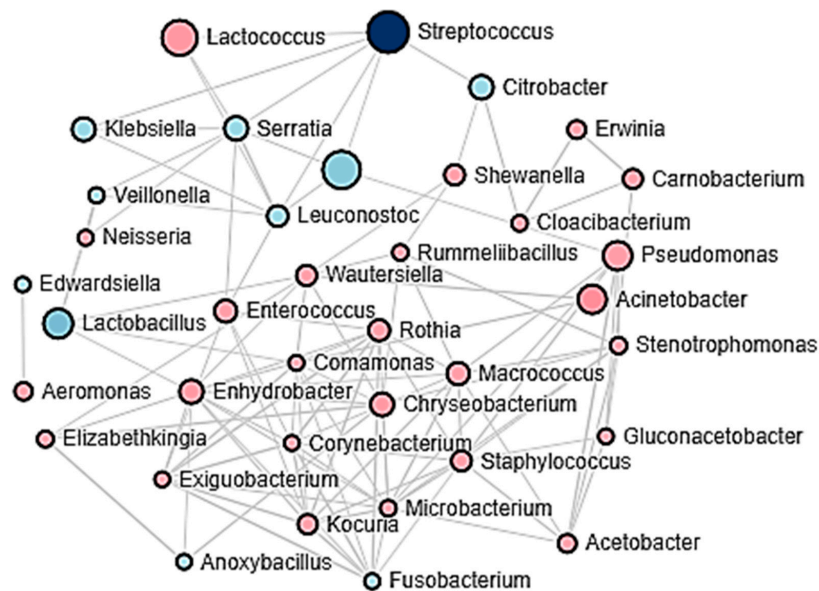 Lactococcus
Streptococcus
Citrobacter
Klebsiella
Serratia
Erwinia
Shewanella
Carnobacterium
Veillonella
Leuconostoc
Cloacibacterium
Neisseria
Rummeliibacillus
Pseudomonas
Wautersiella
Edwardsiella
Acinetobacter
Enterococcus
Lactobacillus
Rothia
Stenotrophomonas
Comamonas
Macrococcus
Aeromonas
Enhydrobacter
Chryseobacterium
Elizabethkingia
Corynebacterium
Gluconacetobacter
Staphylococcus
Exiguobacterium
Microbacterium
Kocuria
Acetobacter
Anoxybacillus
Fusobacterium